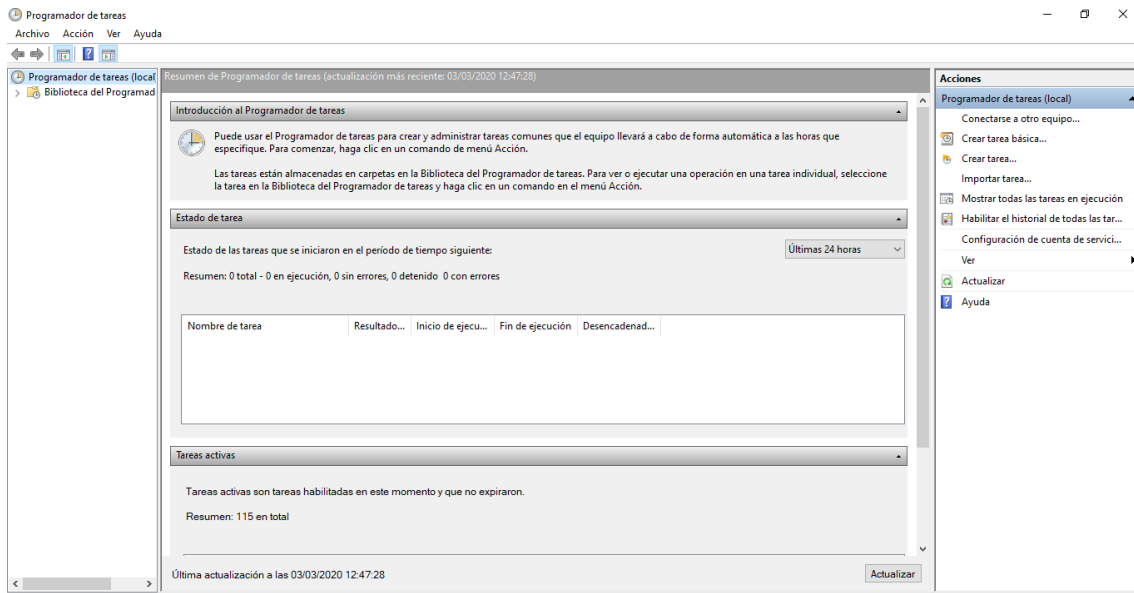 Programador de tareas
Archivo Acción Ver Ayuda
Programador de tareas (local
Biblioteca del Programad
Resumen de Programador de tareas (actualización más reciente: 03/03/2020 12:47:28)
Introducción al Programador de tareas
Puede usar el Programador de tareas para crear y administrar tareas comunes que el equipo llevará a cabo de forma automática a las horas que
especifique. Para comenzar, haga clic en un comando de menú Acción.
Las tareas están almacenadas en carpetas en la Biblioteca del Programador de tareas. Para ver o ejecutar una operación en una tarea individual, seleccione
la tarea en la Biblioteca del Programador de tareas y haga clic en un comando en el menú Acción.
Estado de tarea
Estado de las tareas que se iniciaron en el período de tiempo siguiente:
Últimas 24 horas
Resumen: 0 total - 0 en ejecución, 0 sin errores, 0 detenido 0 con errores
Nombre de tarea Resultado... Inicio de ejecu... Fin de ejecución Desencadenad...
Tareas activas
Tareas activas son tareas habilitadas en este momento y que no expiraron.
Resumen: 115 en total
Última actualización a las 03/03/2020 12:47:28
Actualizar
Acciones
Programador de tareas (local)
Conectarse a otro equipo...
Crear tarea básica...
Crear tarea...
Importar tarea...
Mostrar todas las tareas en ejecución
Habilitar el historial de todas las tar...
Configuración de cuenta de servici...
Ver
Actualizar
Ayuda